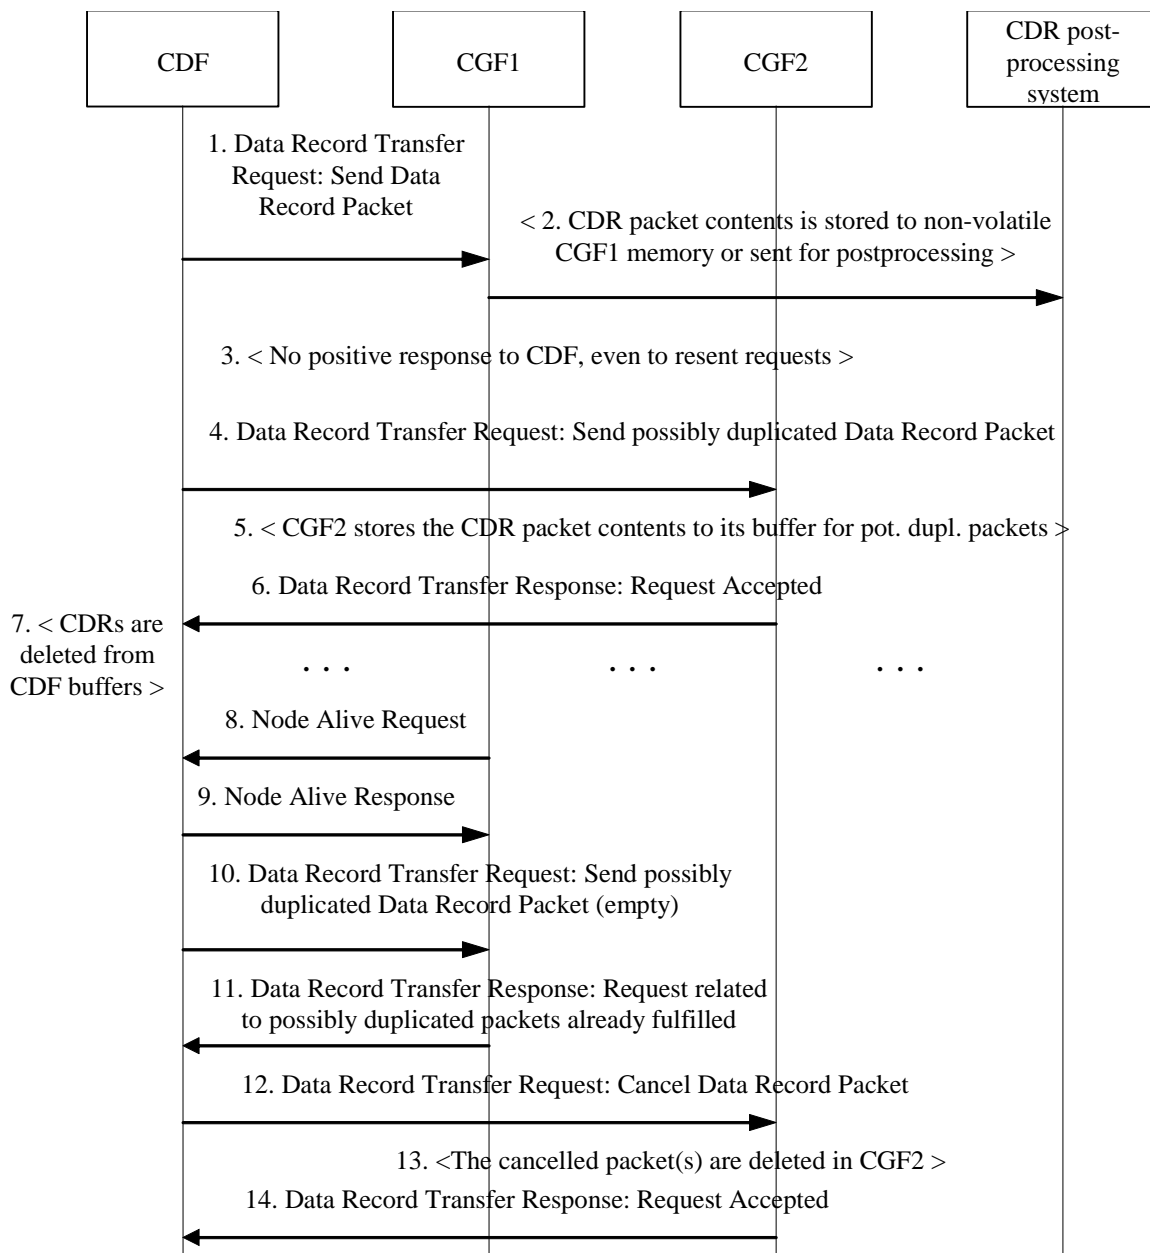 CDF
CGF1
CGF2
CDR post-
processing
system
1. Data Record Transfer
Request: Send Data
Record Packet
< 2. CDR packet contents is stored to non-volatile
CGF1 memory or sent for postprocessing >
3. < No positive response to CDF, even to resent requests >
4. Data Record Transfer Request: Send possibly duplicated Data Record Packet
5. < CGF2 stores the CDR packet contents to its buffer for pot. dupl. packets >
6. Data Record Transfer Response: Request Accepted
7. < CDRs are
deleted from
CDF buffers >
. . .
. . .
. . .
8. Node Alive Request
9. Node Alive Response
10. Data Record Transfer Request: Send possibly
duplicated Data Record Packet (empty)
11. Data Record Transfer Response: Request related
to possibly duplicated packets already fulfilled
12. Data Record Transfer Request: Cancel Data Record Packet
13. <The cancelled packet(s) are deleted in CGF2 >
14. Data Record Transfer Response: Request Accepted